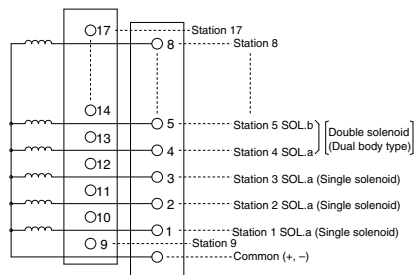 17 Station 17
8 Station 8
14
5 Station 5 SOL.b
13
4 Station 4 SOL.a
Double solenoid
(Dual body type)
12
3 Station 3 SOL.a (Single solenoid)
11
2 Station 2 SOL.a (Single solenoid)
10
1 Station 1 SOL.a (Single solenoid)
9 Station 9
Common (+, –)